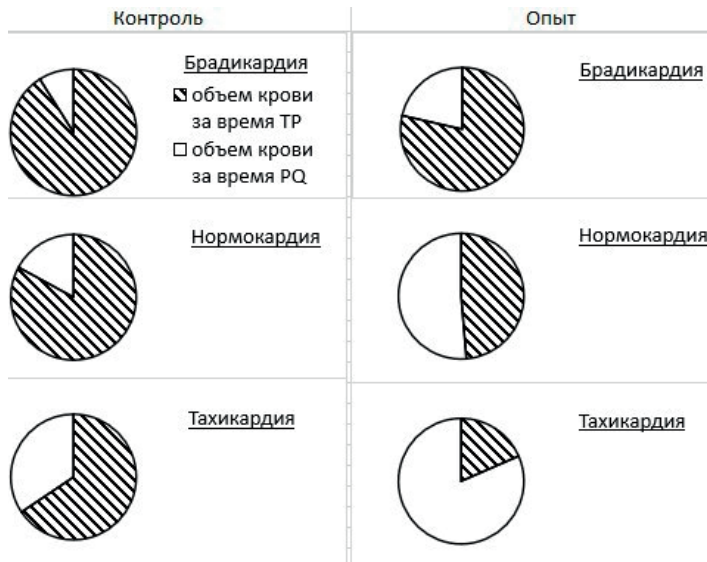 Контроль
Опыт
Брадикардия
объем крови
за время TP
объем крови
за время PQ
Брадикардия
Нормокардия
Нормокардия
Тахикардия
Тахикардия